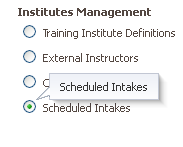 Institutes Management
Training Institute Definitions
External Instructors
Scheduled Intakes
Scheduled Intakes